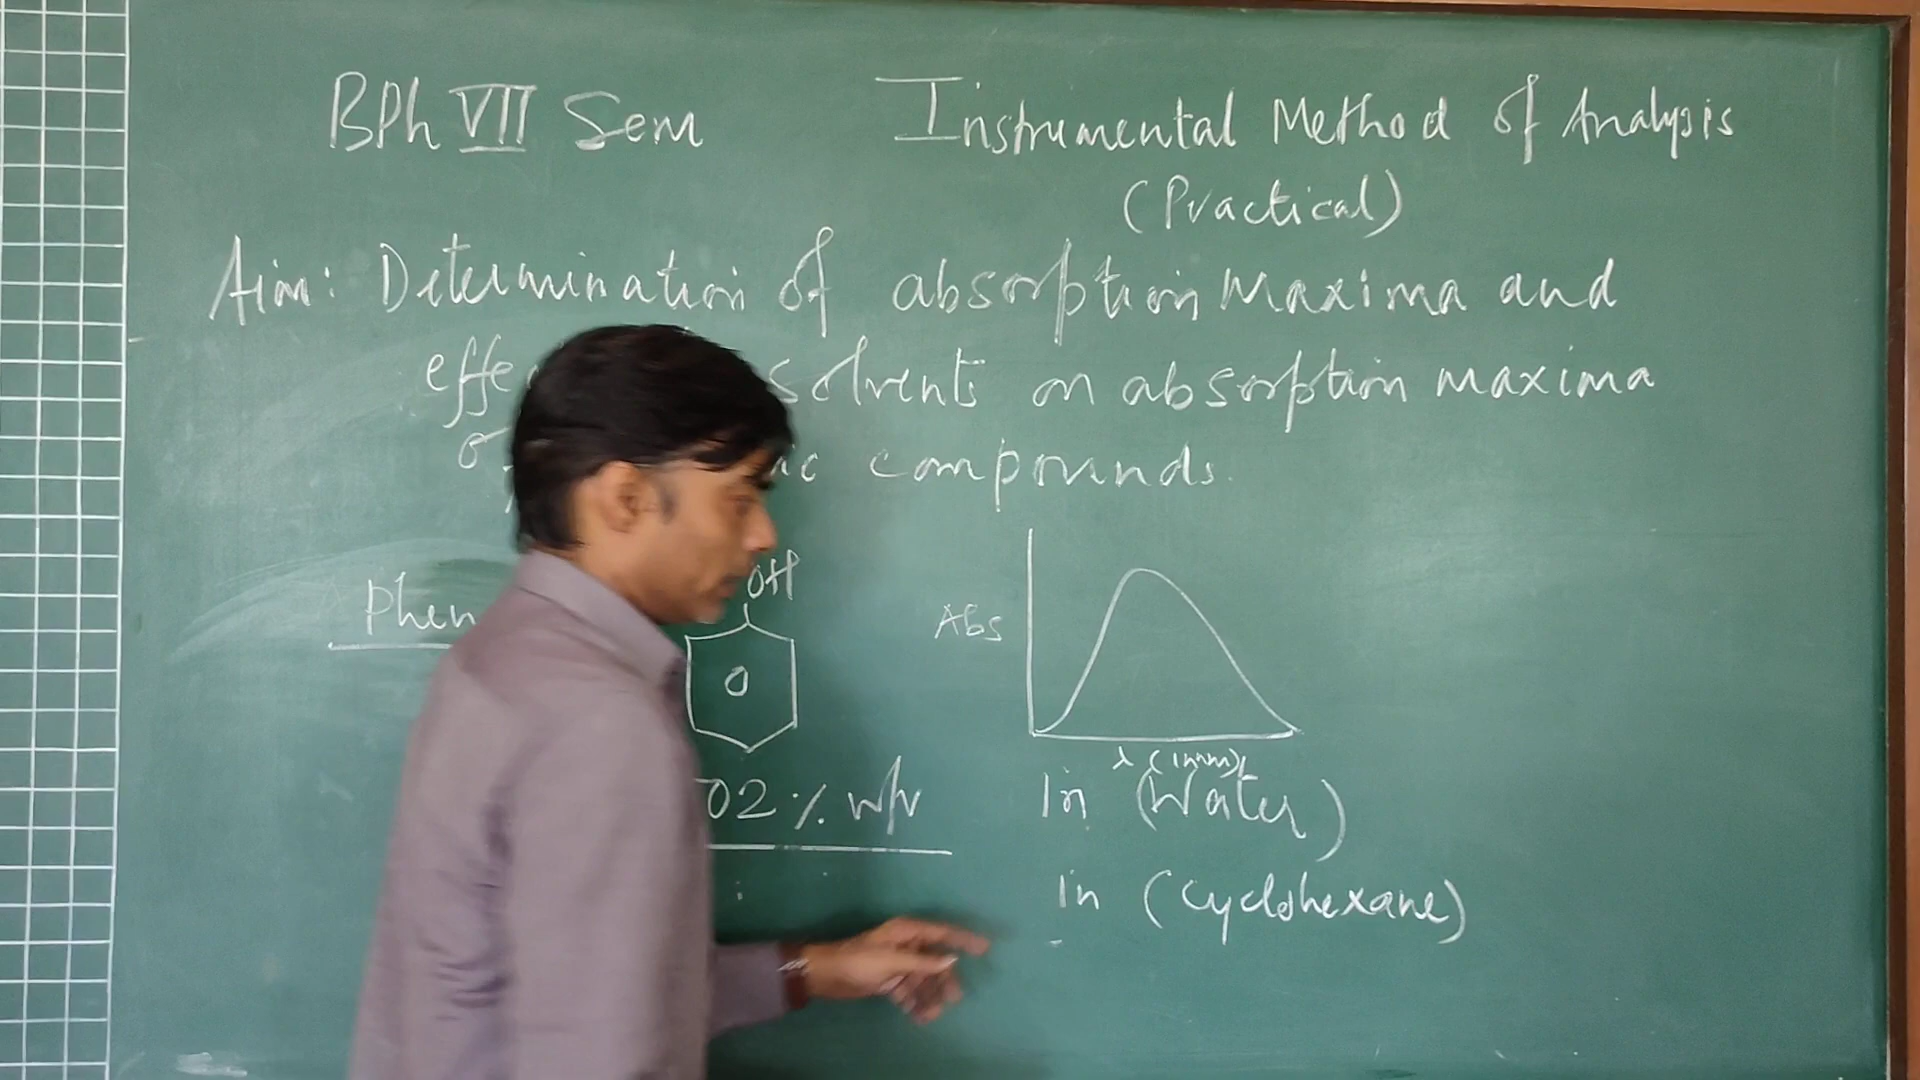 BPh VII Sem
Instrumental Method of Analysis
(Practical)
Aim: Determination of absorption maxima and
solvents on absorption maxima
compounds.
OH
Abs
λ (in nm)
02 % w/v
In (Water)
In (Cyclohexane)